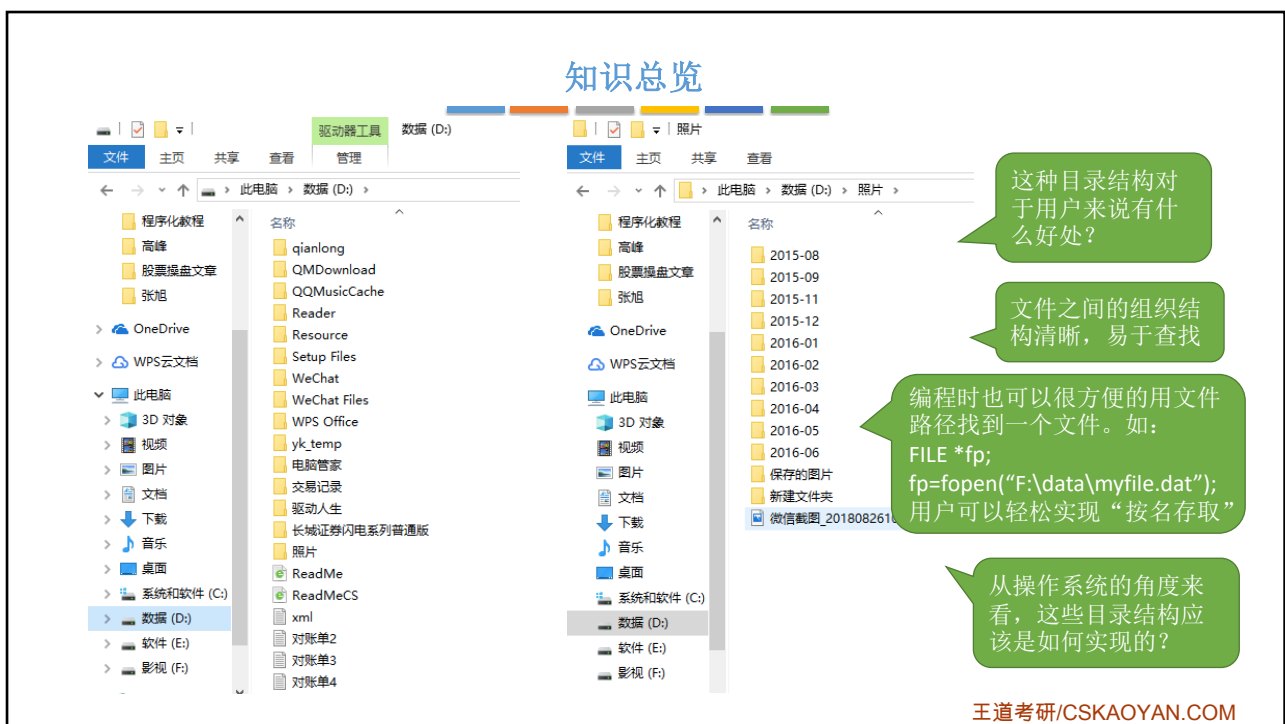 知识总览
驱动器工具 数据 (D:)
文件 主页 共享 查看 管理
此电脑 › 数据 (D:) ›
程序化教程
高峰
股票操盘文章
张旭
OneDrive
WPS云文档
此电脑
3D 对象
视频
图片
文档
下载
音乐
桌面
系统和软件 (C:)
数据 (D:)
软件 (E:)
影视 (F:)
名称
qianlong
QMDownload
QQMusicCache
Reader
Resource
Setup Files
WeChat
WeChat Files
WPS Office
yk_temp
电脑管家
交易记录
驱动人生
长城证券闪电系列普通版
照片
ReadMe
ReadMeCS
xml
对账单2
对账单3
对账单4
照片
文件 主页 共享 查看
此电脑 › 数据 (D:) › 照片 ›
程序化教程
高峰
股票操盘文章
张旭
OneDrive
WPS云文档
此电脑
3D 对象
视频
图片
文档
下载
音乐
桌面
系统和软件 (C:)
数据 (D:)
软件 (E:)
影视 (F:)
名称
2015-08
2015-09
2015-11
2015-12
2016-01
2016-02
2016-03
2016-04
2016-05
2016-06
保存的图片
新建文件夹
微信截图_201808261
这种目录结构对
于用户来说有什
么好处？
文件之间的组织结
构清晰，易于查找
编程时也可以很方便的用文件
路径找到一个文件。如：
FILE *fp;
fp=fopen(“F:\data\myfile.dat”);
用户可以轻松实现“按名存取”
从操作系统的角度来
看，这些目录结构应
该是如何实现的？
王道考研/CSKAOYAN.COM